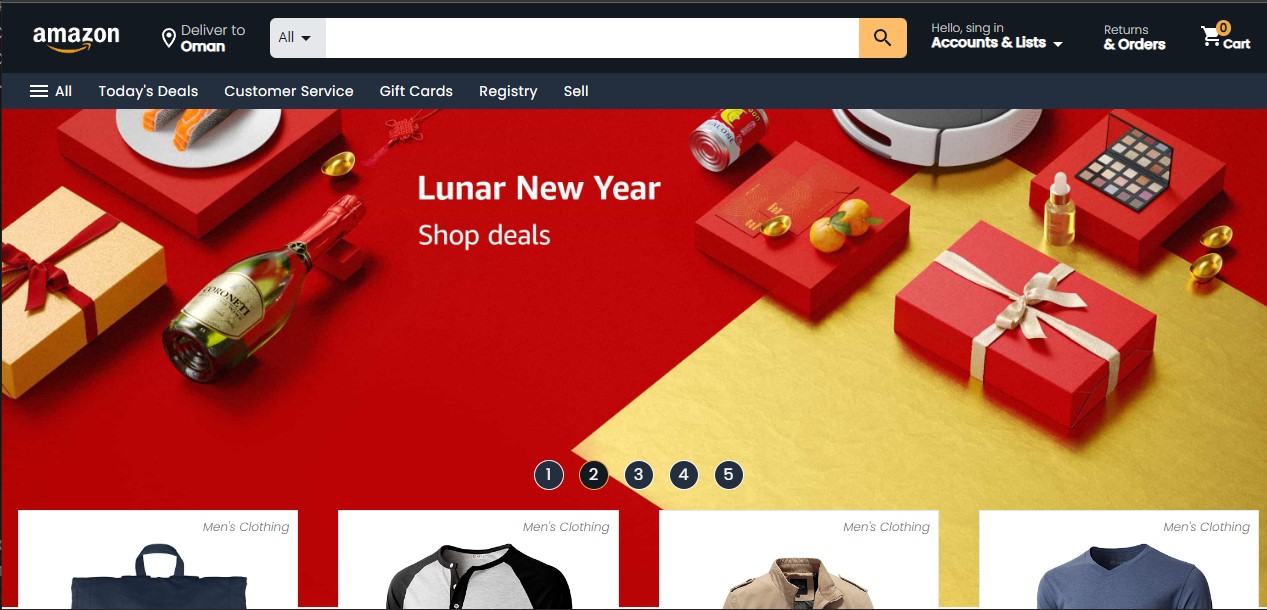 amazon
Deliver to
Oman
All
Hello, sing in
Accounts & Lists
Returns
& Orders
0
Cart
All
Today's Deals
Customer Service
Gift Cards
Registry
Sell
Lunar New Year
Shop deals
1 2 3 4 5
Men's Clothing
Men's Clothing
Men's Clothing
Men's Clothing